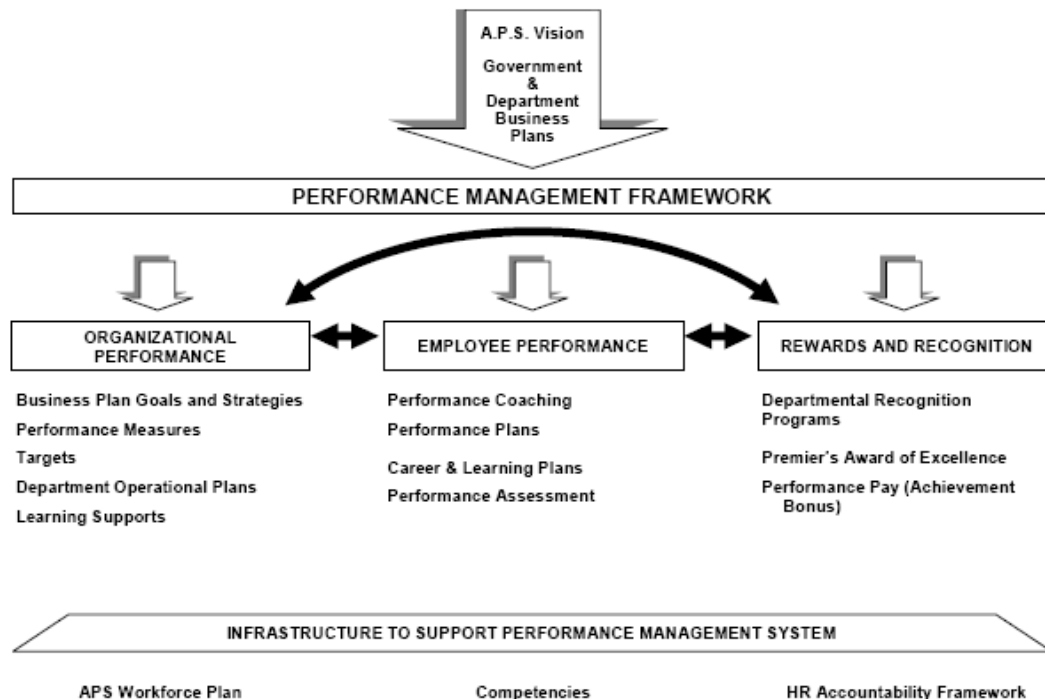 A.P.S. Vision
Government
&
Department
Business
Plans
PERFORMANCE MANAGEMENT FRAMEWORK
ORGANIZATIONAL
PERFORMANCE
EMPLOYEE PERFORMANCE
REWARDS AND RECOGNITION
Business Plan Goals and Strategies
Performance Measures
Targets
Department Operational Plans
Learning Supports
Performance Coaching
Performance Plans
Career & Learning Plans
Performance Assessment
Departmental Recognition
Programs
Premier's Award of Excellence
Performance Pay (Achievement
Bonus)
INFRASTRUCTURE TO SUPPORT PERFORMANCE MANAGEMENT SYSTEM
APS Workforce Plan
Competencies
HR Accountability Framework